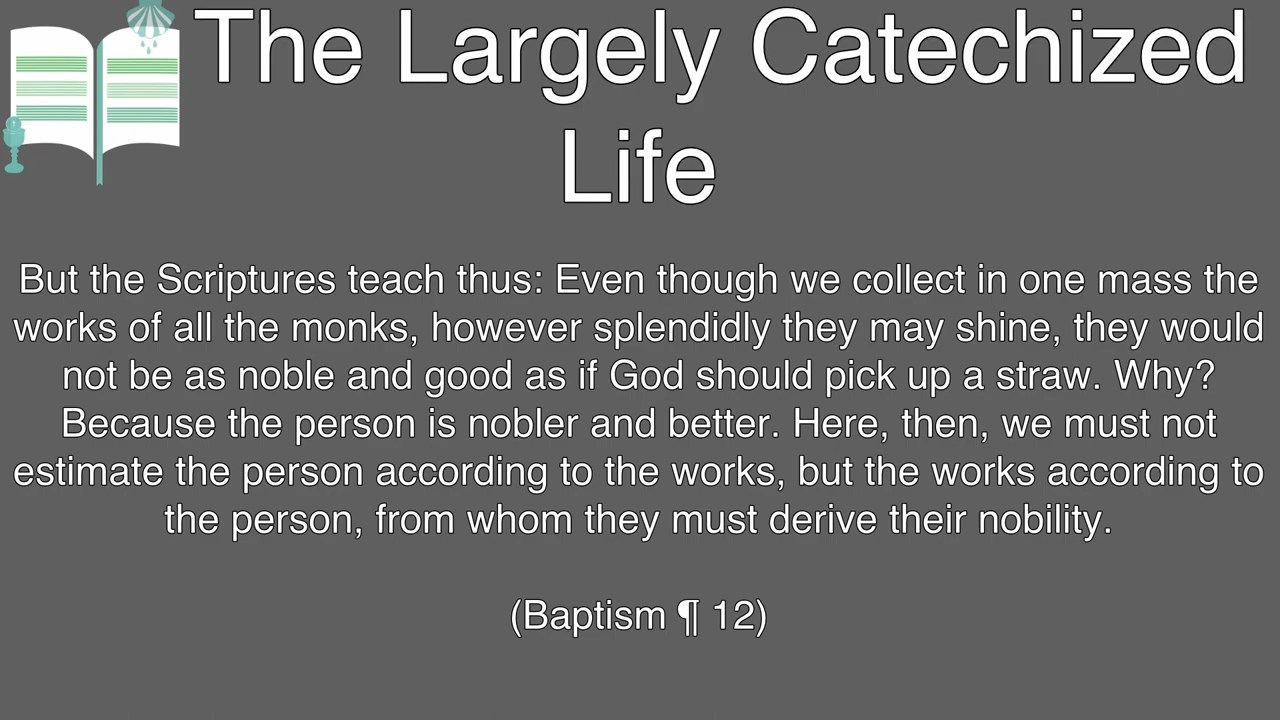 The Largely Catechized
Life
But the Scriptures teach thus: Even though we collect in one mass the
works of all the monks, however splendidly they may shine, they would
not be as noble and good as if God should pick up a straw. Why?
Because the person is nobler and better. Here, then, we must not
estimate the person according to the works, but the works according to
the person, from whom they must derive their nobility.
(Baptism ¶ 12)